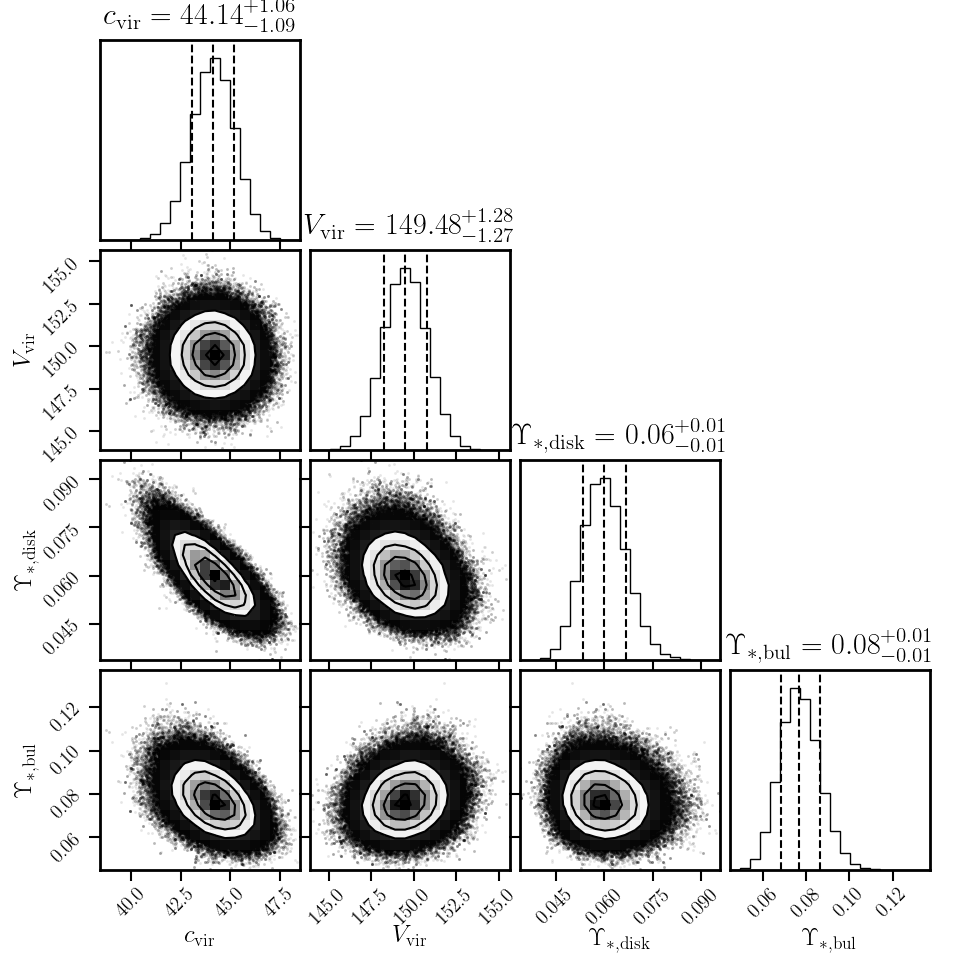 c_vir = 44.14^{+1.06}_{-1.09}
V_vir = 149.48^{+1.28}_{-1.27}
155.0
152.5
150.0
147.5
145.0
V_vir
Υ_{*,disk} = 0.06^{+0.01}_{-0.01}
0.090
0.075
0.060
0.045
Υ_{*,disk}
Υ_{*,bul} = 0.08^{+0.01}_{-0.01}
0.12
0.10
0.08
0.06
Υ_{*,bul}
40.0 42.5 45.0 47.5
145.0 147.5 150.0 152.5 155.0
0.045 0.060 0.075 0.090
0.06 0.08 0.10 0.12
c_vir V_vir Υ_{*,disk} Υ_{*,bul}